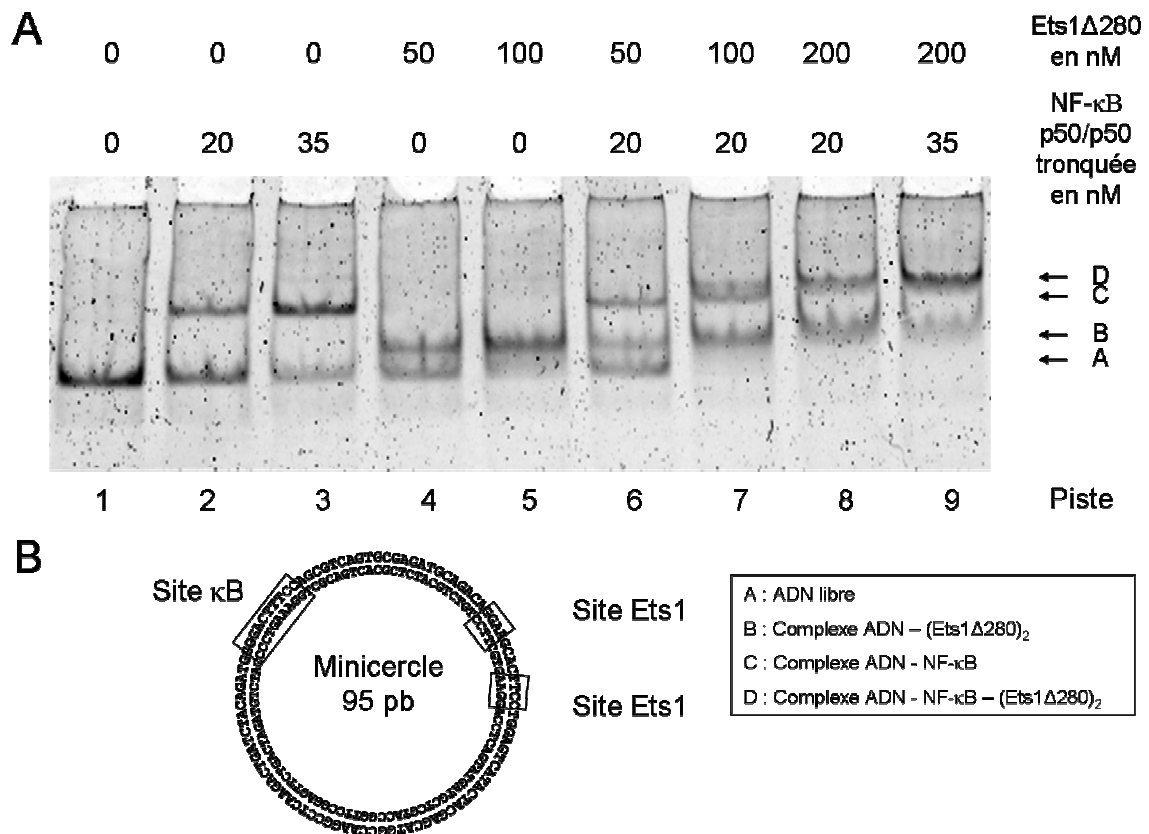 A
0 0 0 50 100 50 100 200 200 Ets1Δ280 en nM
0 20 35 0 0 20 20 20 35 NF-κB p50/p50 tronquée en nM
D
C
B
A
1 2 3 4 5 6 7 8 9 Piste
B
Site κB
Minicercle
95 pb
Site Ets1
Site Ets1
A : ADN libre
B : Complexe ADN – (Ets1Δ280)2
C : Complexe ADN - NF-κB
D : Complexe ADN - NF-κB – (Ets1Δ280)2